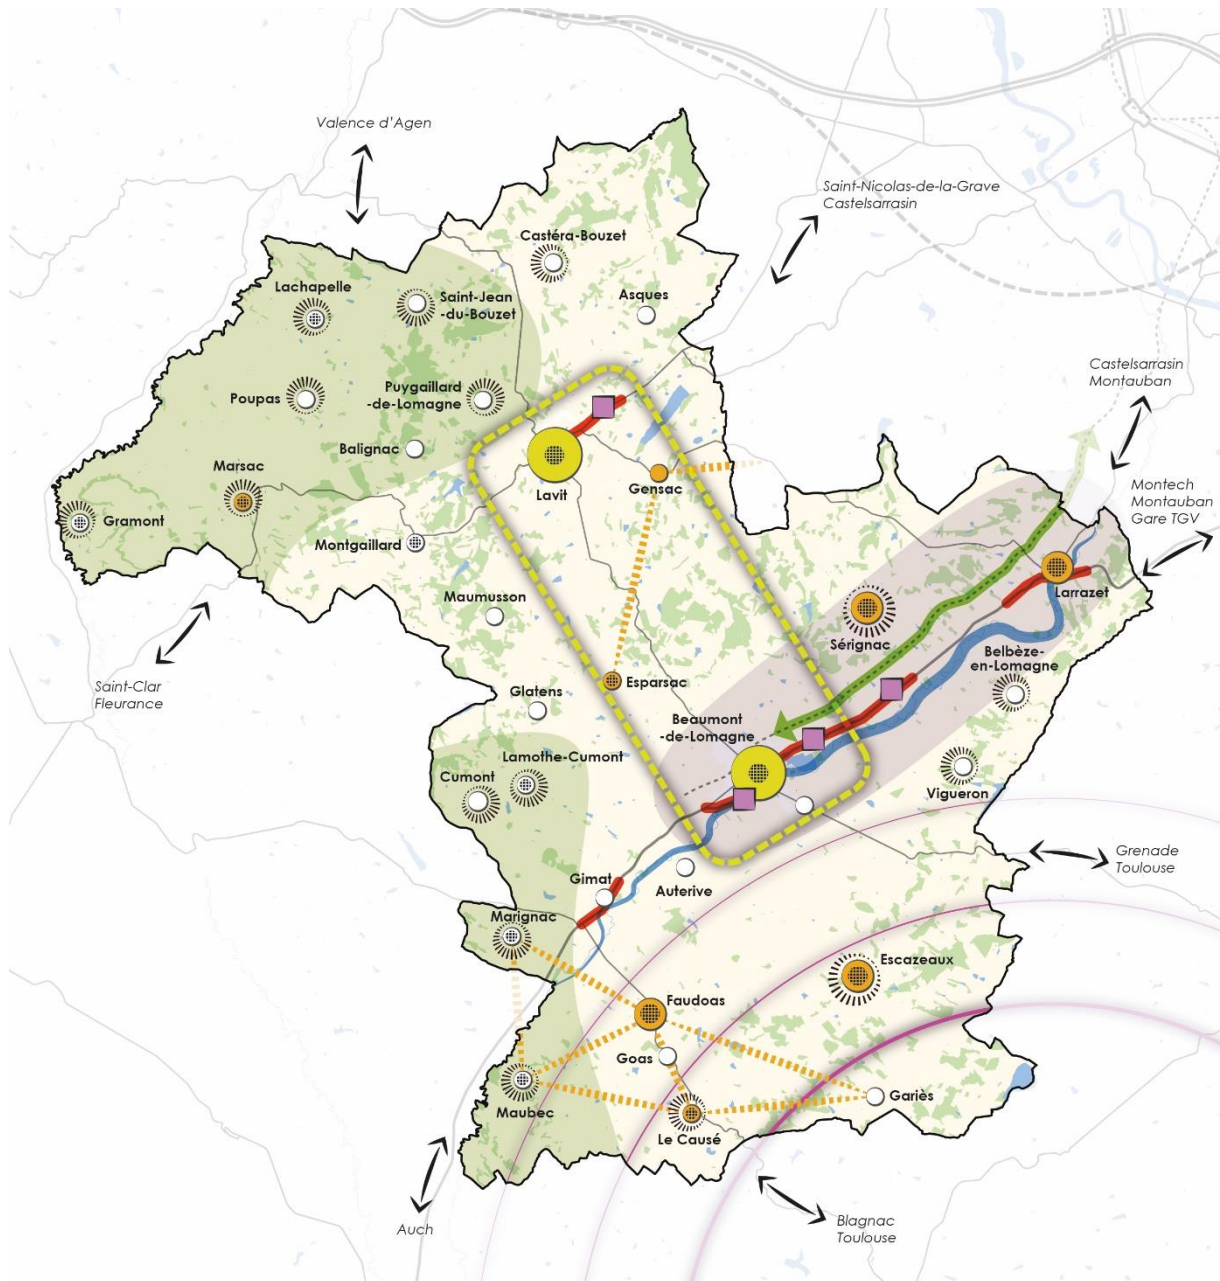 Valence d'Agen
Saint-Nicolas-de-la-Grave
Castelsarrasin
Castéra-Bouzet
Lachapelle
Saint-Jean
-du-Bouzet
Asques
Castelsarrasin
Montauban
Poupas
Puygaillard
-de-Lomagne
Balignac
Marsac
Lavit
Gensac
Montech
Montauban
Gare TGV
Gramont
Montgaillard
Larrazet
Maumusson
Sérignac
Belbèze-
en-Lomagne
Saint-Clar
Fleurance
Esparsac
Glatens
Beaumont
-de-Lomagne
Lamothe-Cumont
Cumont
Vigueron
Grenade
Toulouse
Gimat
Auterive
Marignac
Escazeaux
Faudoas
Goas
Maubec
Gariès
Le Causé
Auch
Blagnac
Toulouse